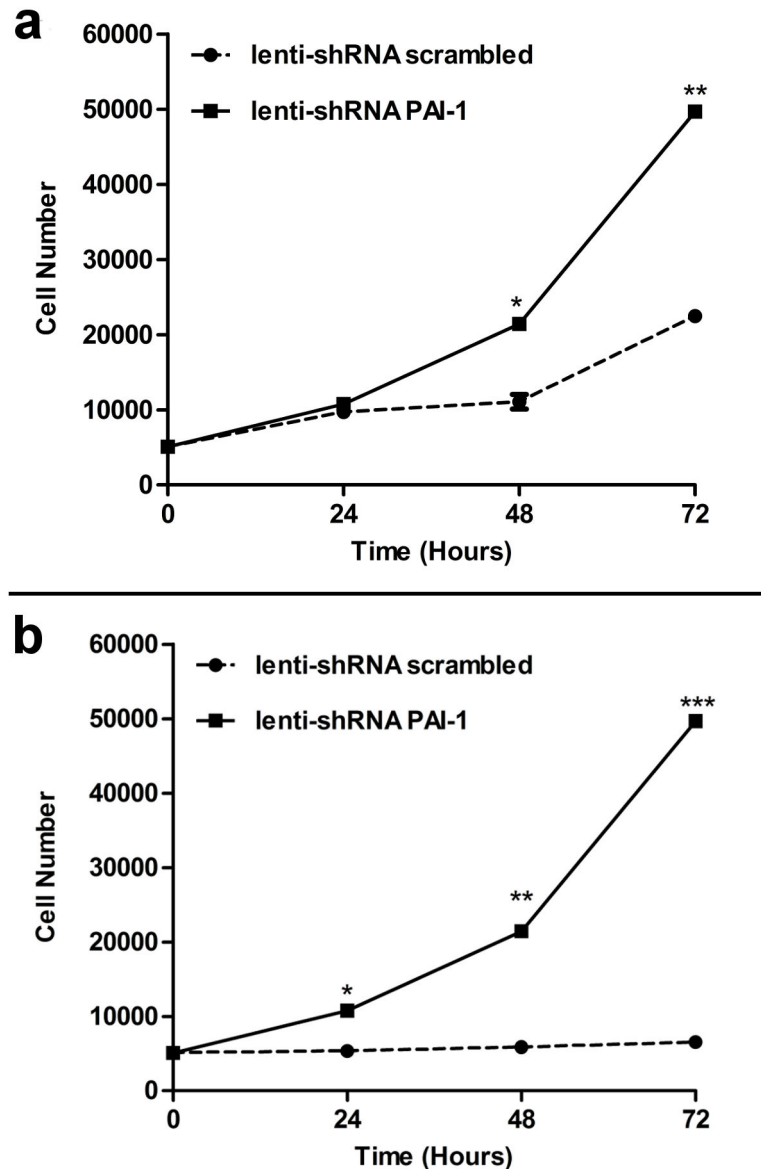 a
60000
50000
40000
30000
20000
10000
0
Cell Number
lenti-shRNA scrambled
lenti-shRNA PAI-1
*
**
0 24 48 72
Time (Hours)
b
60000
50000
40000
30000
20000
10000
0
Cell Number
lenti-shRNA scrambled
lenti-shRNA PAI-1
*
**
***
0 24 48 72
Time (Hours)